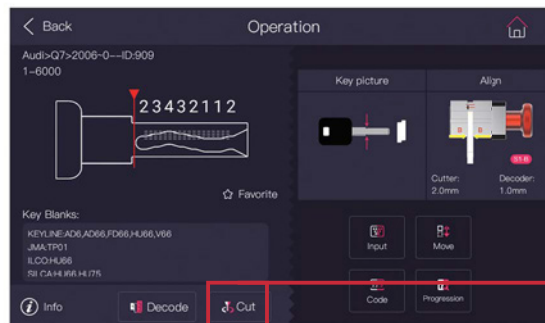 Back
Operation
Audi>Q7>2006-0--ID:909
1-6000
23432112
Favorite
Key Blanks:
KEYLINE:AD6,AD66,FD66,HU66,V66
JMA:TP01
ILCO:HU66
SILCA:HU66,HU75
Info
Decode
Cut
Key picture
Align
S1-B
Cutter:
2.0mm
Decoder:
1.0mm
Input
Move
Code
Progression